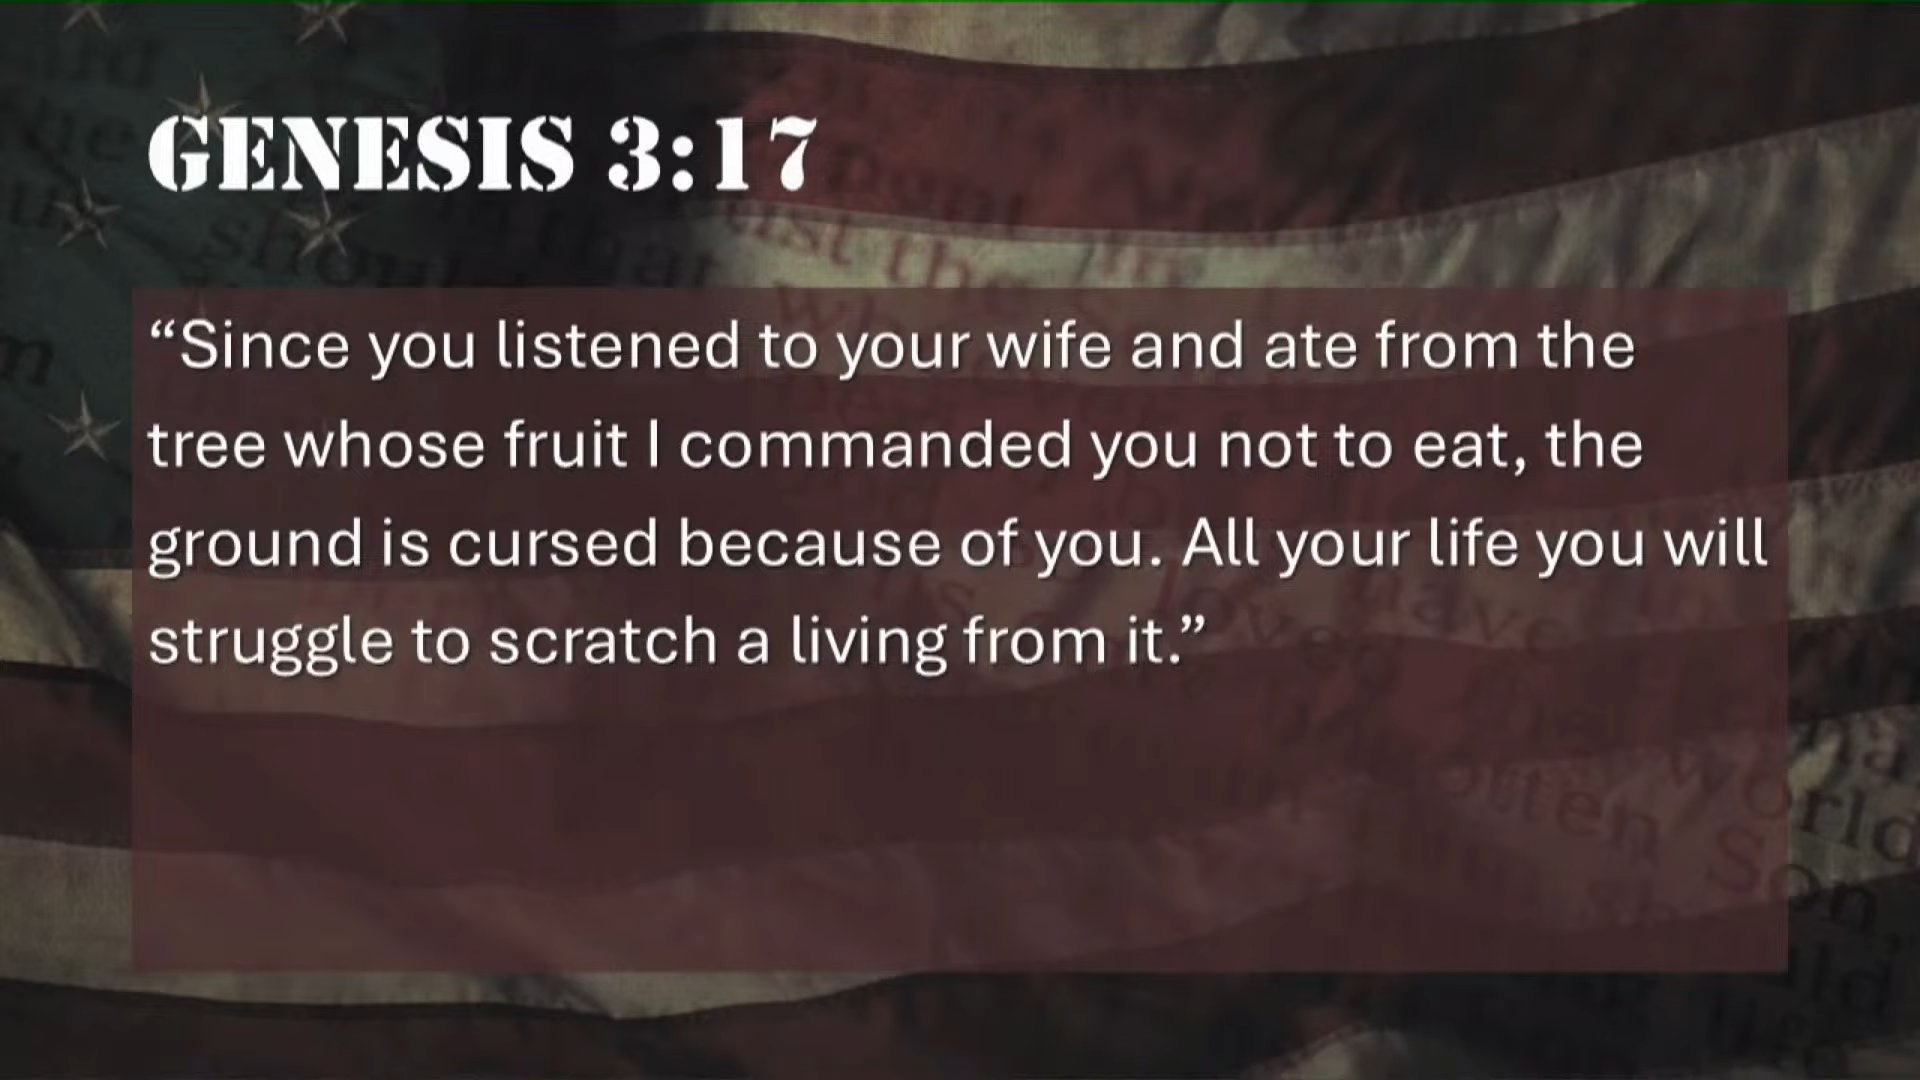 GENESIS 3:17
“Since you listened to your wife and ate from the
tree whose fruit I commanded you not to eat, the
ground is cursed because of you. All your life you will
struggle to scratch a living from it.”